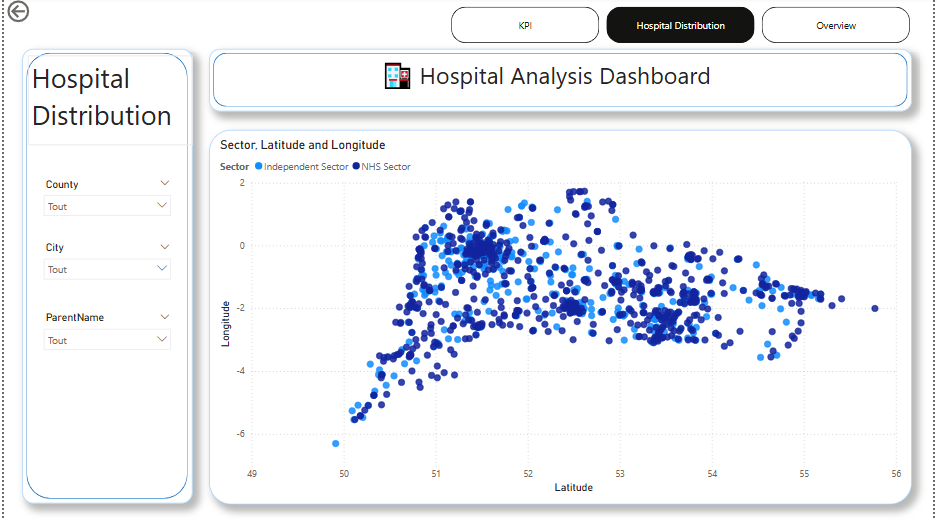 KPI
Hospital Distribution
Overview
Hospital
Distribution
County
Tout
City
Tout
ParentName
Tout
Hospital Analysis Dashboard
Sector, Latitude and Longitude
Sector Independent Sector NHS Sector
2
0
-2
-4
-6
Longitude
49 50 51 52 53 54 55 56
Latitude